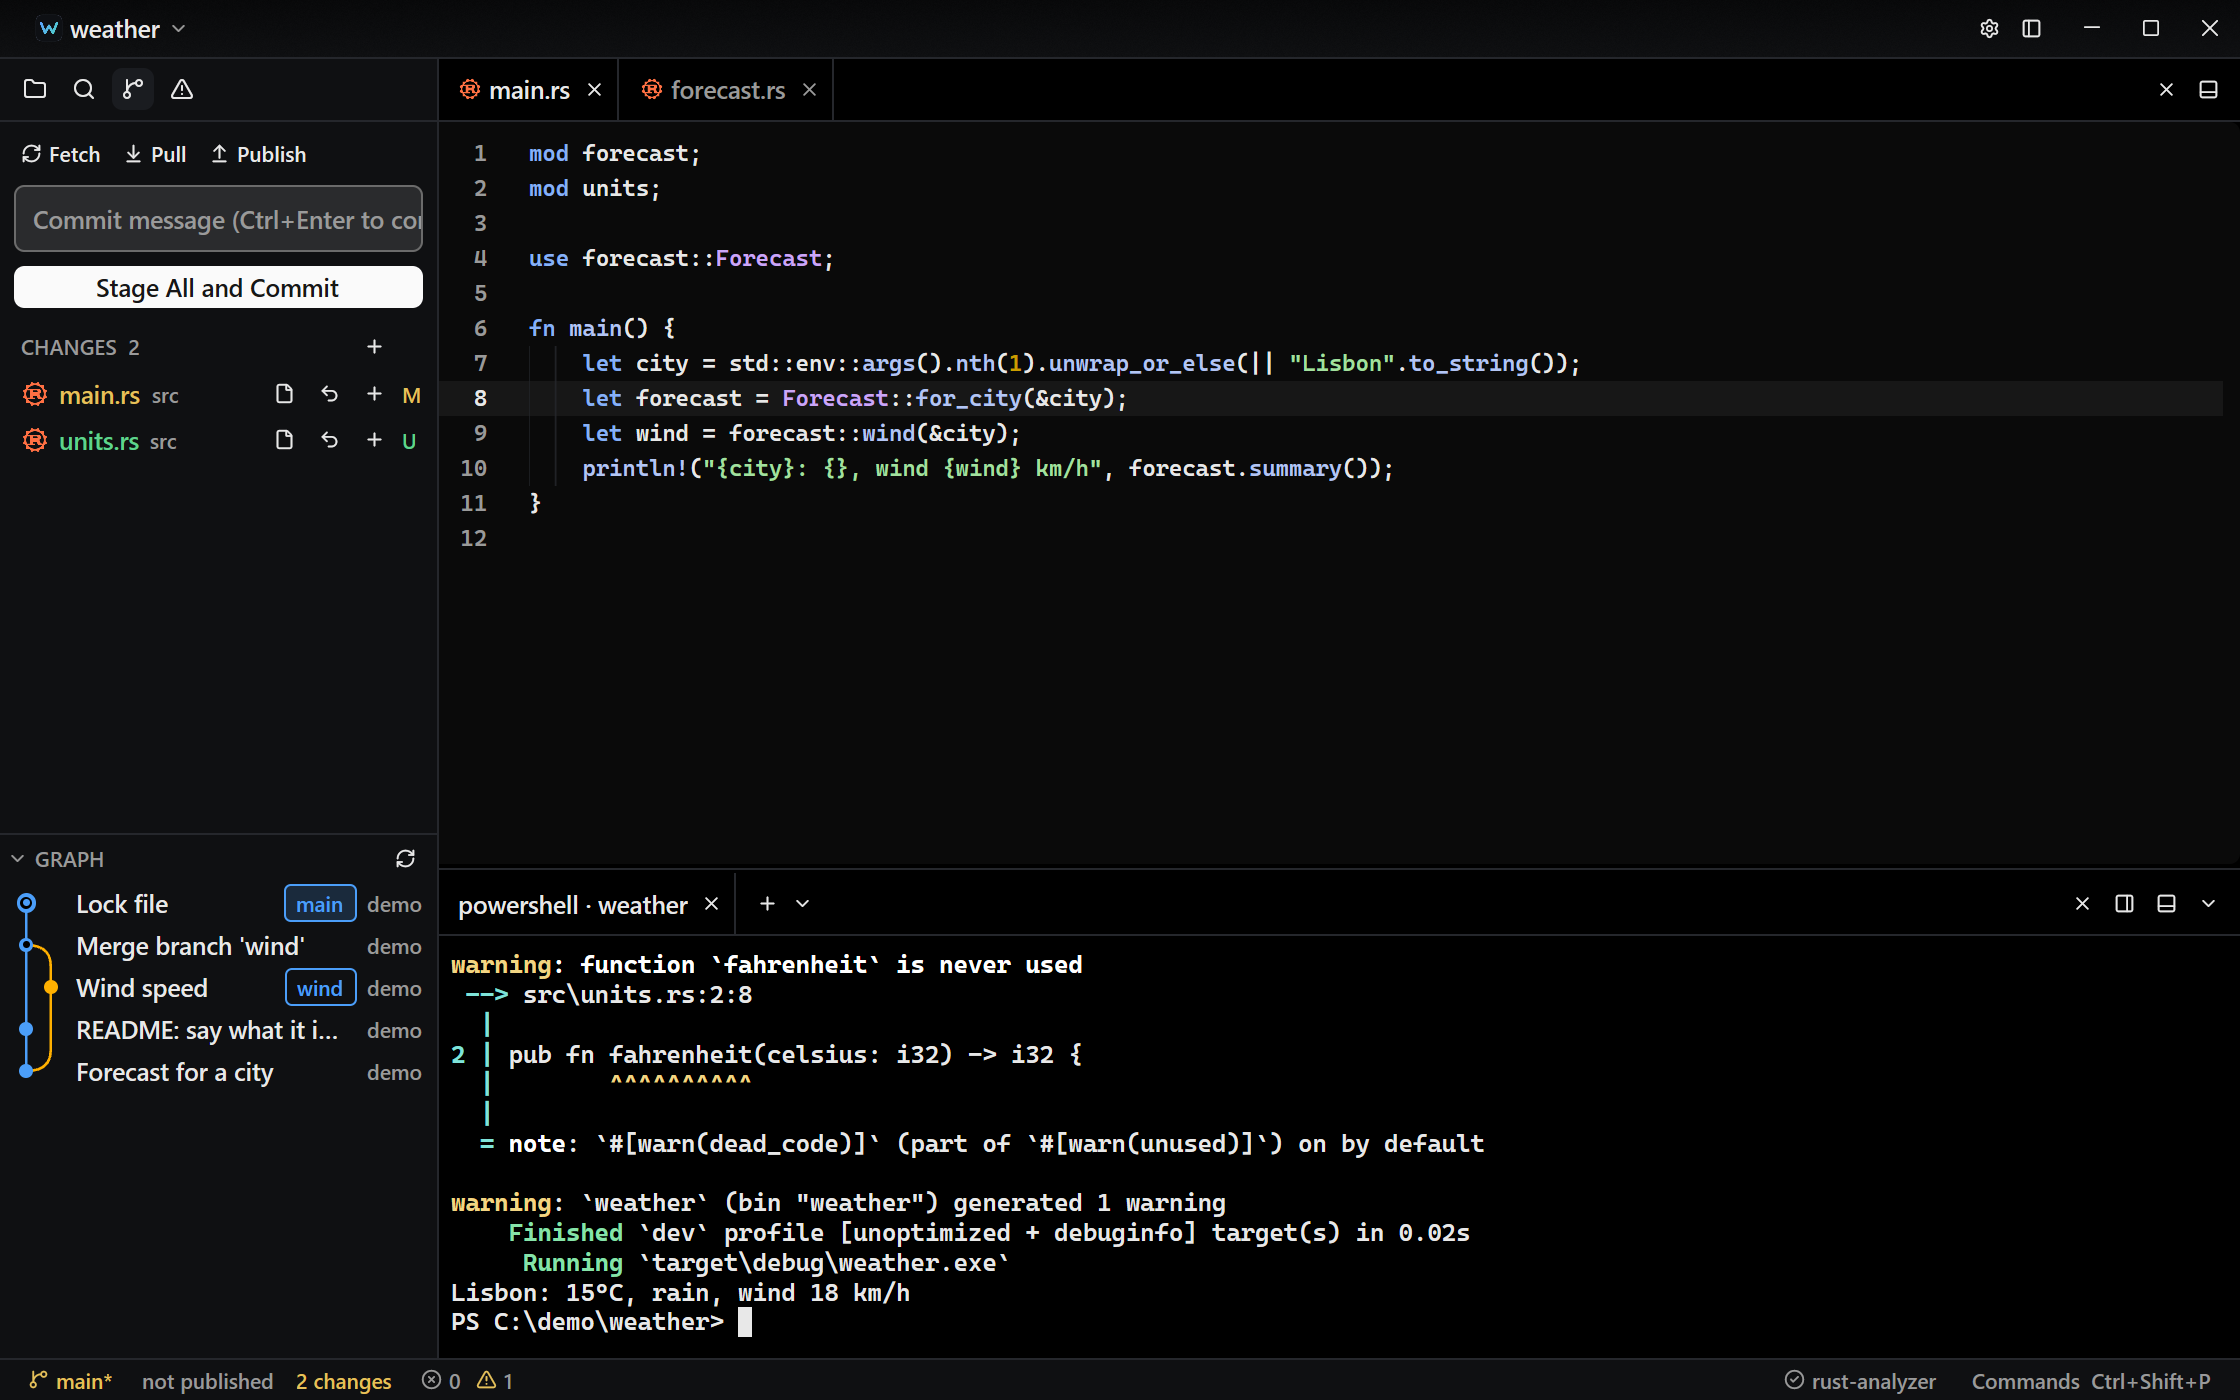 weather
Fetch Pull Publish
Commit message (Ctrl+Enter to co
Stage All and Commit
CHANGES 2
main.rs src M
units.rs src U
GRAPH
Lock file main demo
Merge branch 'wind' demo
Wind speed wind demo
README: say what it i... demo
Forecast for a city demo
main.rs forecast.rs
1 mod forecast;
2 mod units;
3
4 use forecast::Forecast;
5
6 fn main() {
7 let city = std::env::args().nth(1).unwrap_or_else(|| "Lisbon".to_string());
8 let forecast = Forecast::for_city(&city);
9 let wind = forecast::wind(&city);
10 println!("{city}: {}, wind {wind} km/h", forecast.summary());
11 }
12
powershell · weather
warning: function `fahrenheit` is never used
--> src\units.rs:2:8
|
2 | pub fn fahrenheit(celsius: i32) -> i32 {
| ^^^^^^^^^^
|
= note: `#[warn(dead_code)]` (part of `#[warn(unused)]`) on by default
warning: `weather` (bin "weather") generated 1 warning
Finished `dev` profile [unoptimized + debuginfo] target(s) in 0.02s
Running `target\debug\weather.exe`
Lisbon: 15°C, rain, wind 18 km/h
PS C:\demo\weather>
main* not published 2 changes 0 1 rust-analyzer Commands Ctrl+Shift+P